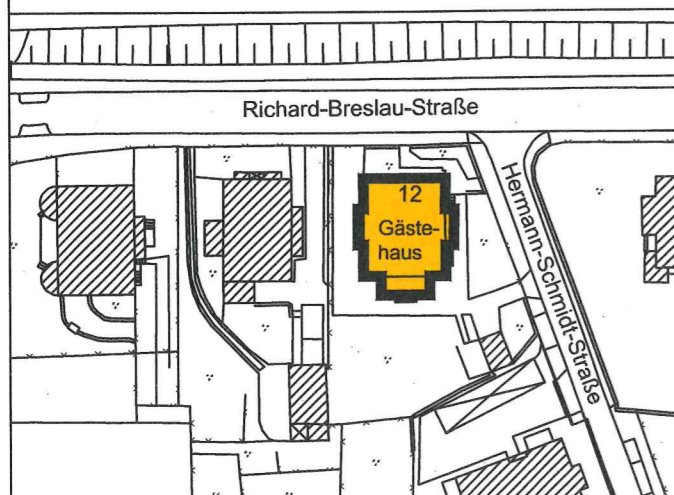 Richard-Breslau-Straße
12
Gäste-
haus
Hermann-Schmidt-Straße